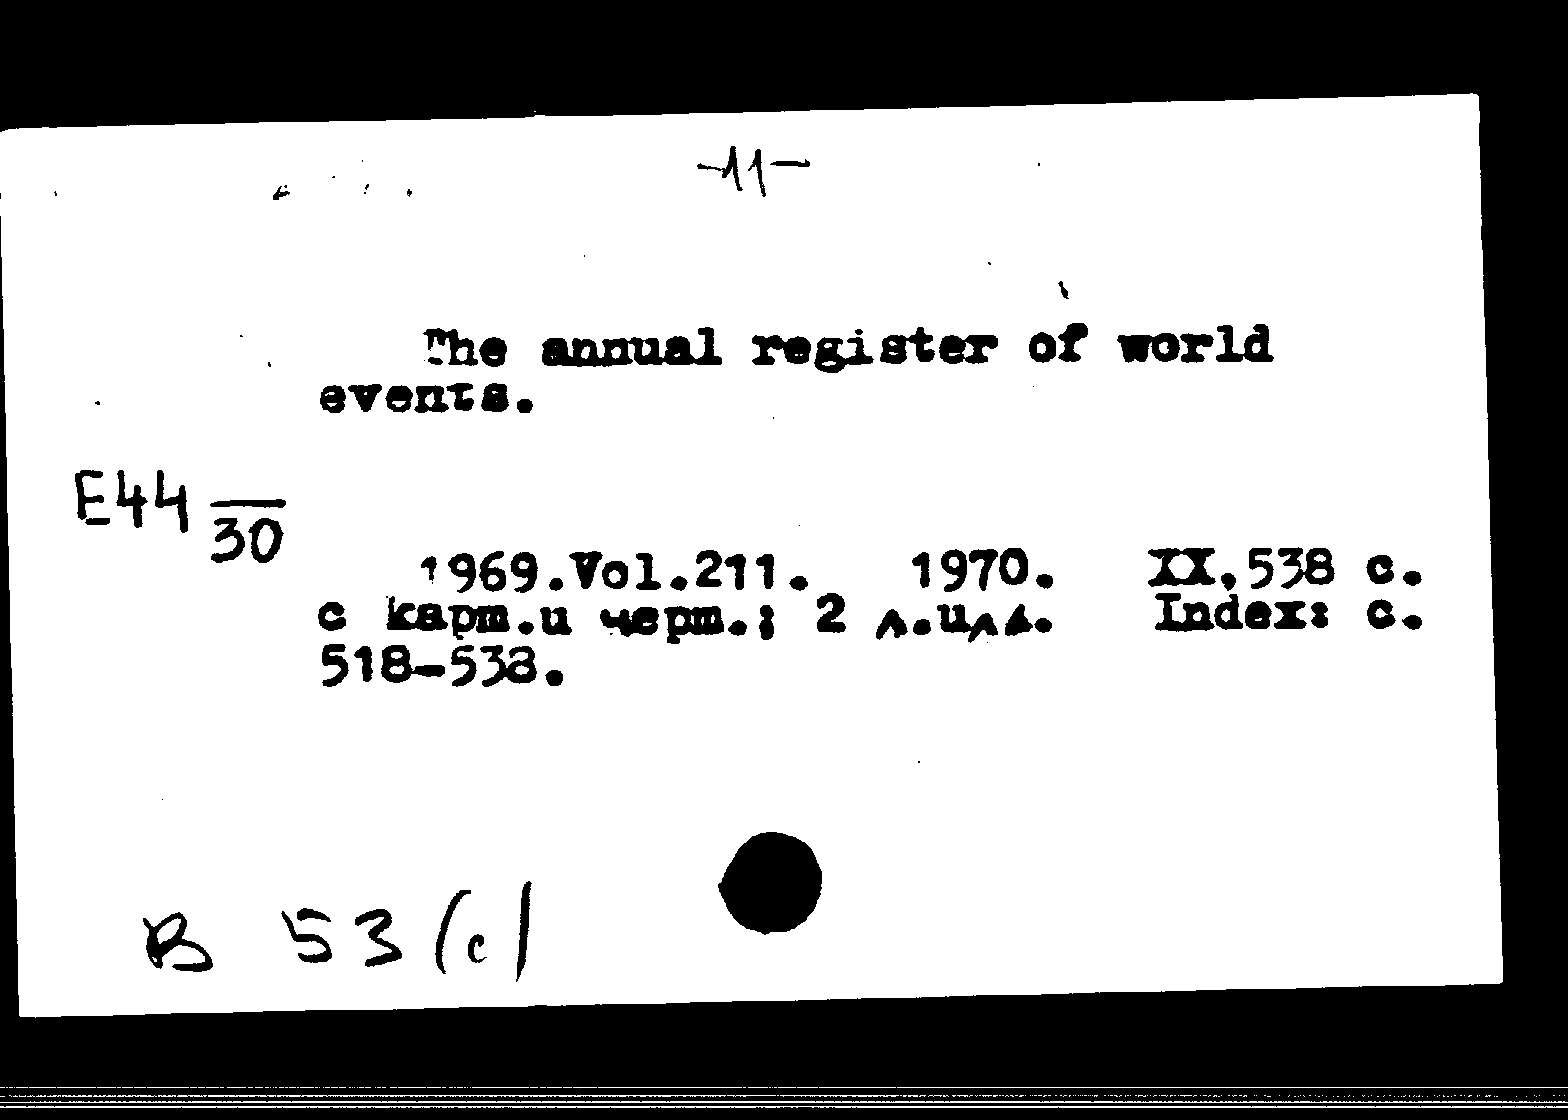 -11-
The annual register of world
events.
E44 30
1969.Vol.211. 1970. XX,538 с.
с карт.и черт.; 2 л.илл. Index: с.
518-538.
В 53 (с)